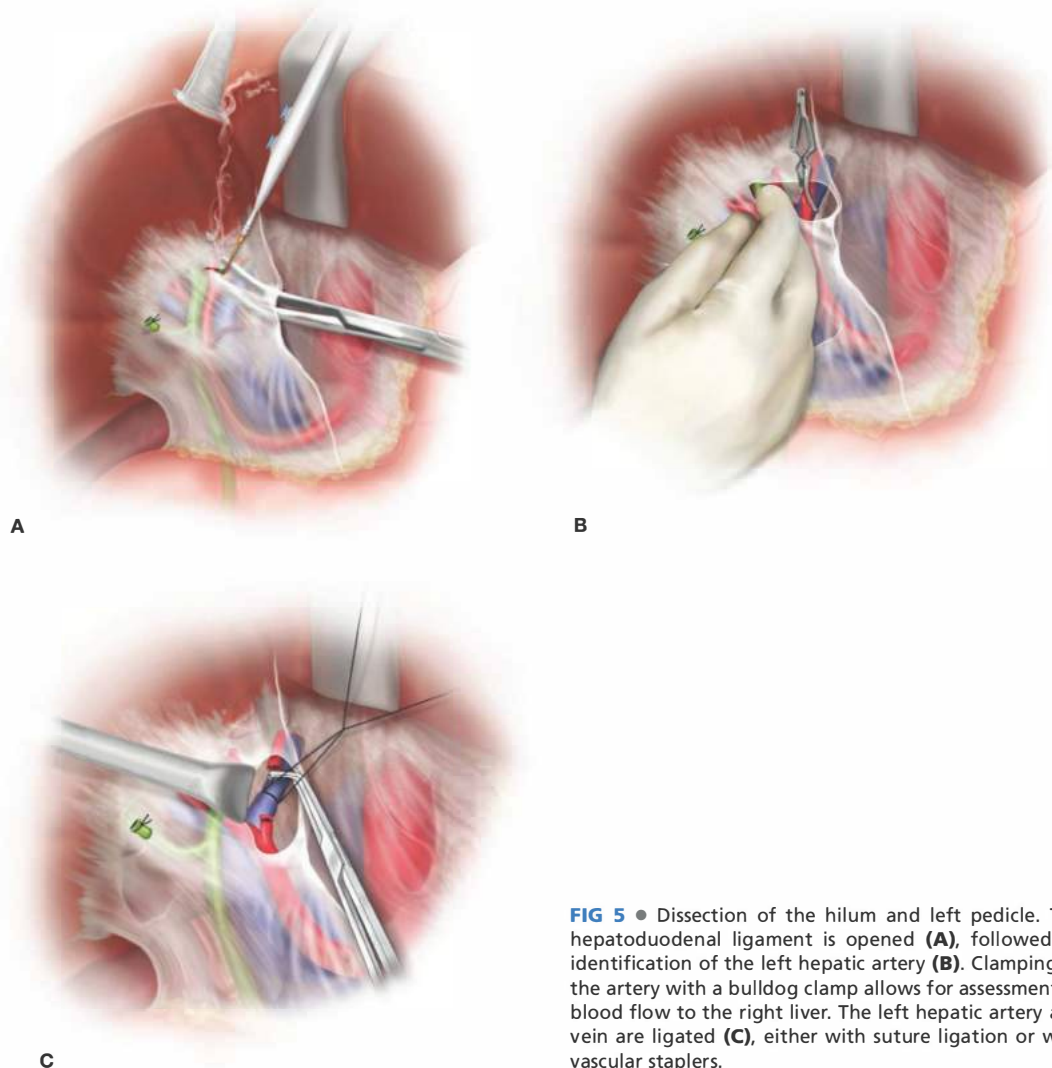 A
B
C
FIG 5 ● Dissection of the hilum and left pedicle.
hepatoduodenal ligament is opened (A), followed
identification of the left hepatic artery (B). Clamping
the artery with a bulldog clamp allows for assessment
blood flow to the right liver. The left hepatic artery
vein are ligated (C), either with suture ligation or
vascular staplers.